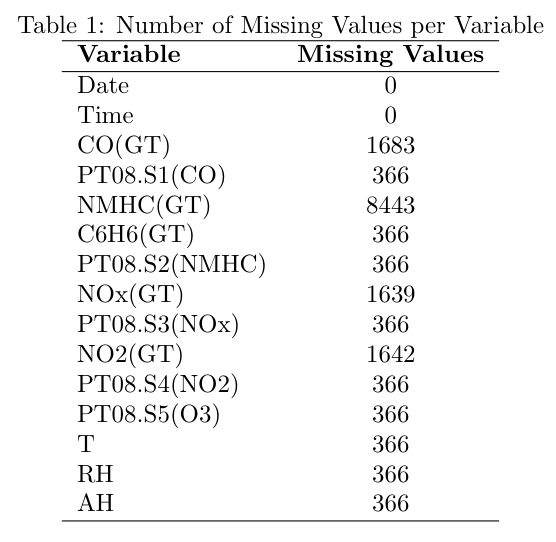 Table 1: Number of Missing Values per Variable
Variable Missing Values
Date 0
Time 0
CO(GT) 1683
PT08.S1(CO) 366
NMHC(GT) 8443
C6H6(GT) 366
PT08.S2(NMHC) 366
NOx(GT) 1639
PT08.S3(NOx) 366
NO2(GT) 1642
PT08.S4(NO2) 366
PT08.S5(O3) 366
T 366
RH 366
AH 366